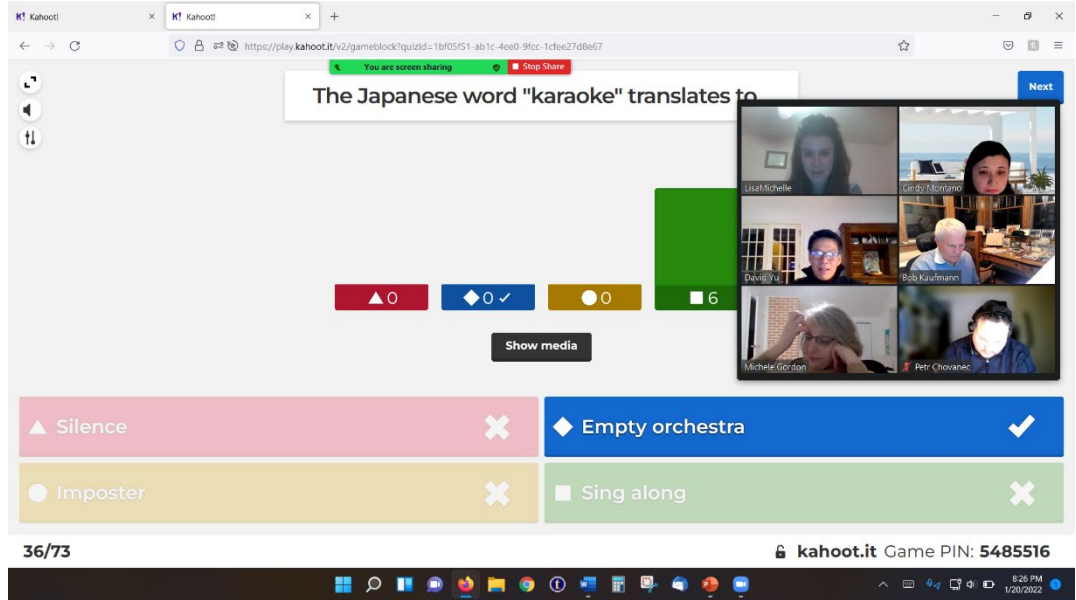 K! Kahoot!
K! Kahoot!
https://play.kahoot.it/v2/gameblock?quizId=1bf05f51-ab1c-4ee0-9fcc-1cfee27d8e67
You are screen sharing
Stop Share
The Japanese word "karaoke" translates to
Next
LisaMichelle
Cindy Montano
David Yu
Bob Kaufmann
Michele Gordon
Petr Chovanec
0
0
0
6
Show media
Silence
Empty orchestra
Imposter
Sing along
36/73
kahoot.it Game PIN: 5485516
8:26 PM
1/20/2022